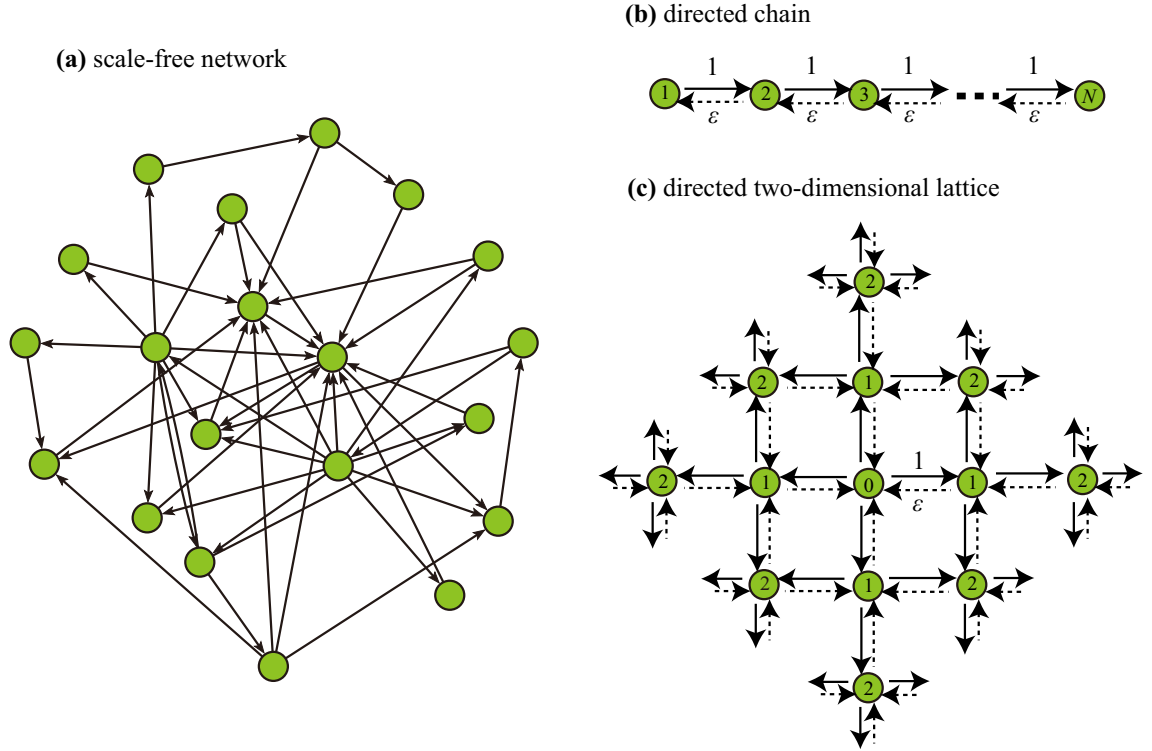 (a) scale-free network
(b) directed chain
1 1 1 1
1 2 3 N
ε ε ε ε
(c) directed two-dimensional lattice
2
2 1 2
1
2 1 0 1 2
ε
2 1 2
2